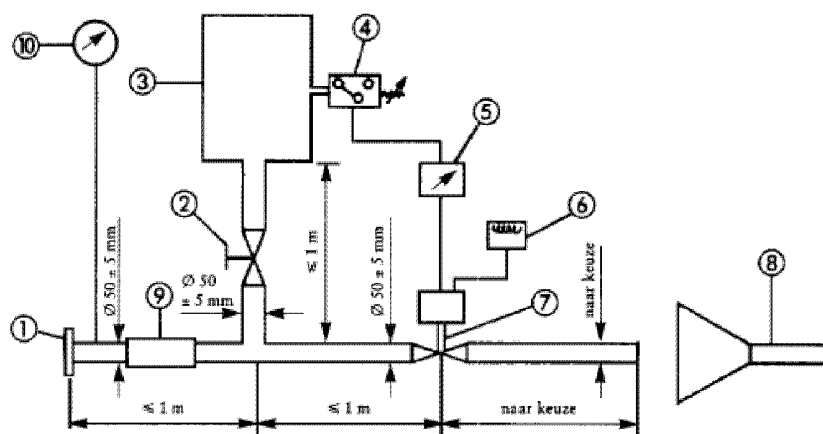 10
3
4
5
2
6
≤ 1 m
Ø 50 ± 5 mm
Ø 50
± 5 mm
Ø 50 ± 5 mm
naar keuze
8
9
7
1
≤ 1 m
≤ 1 m
naar keuze